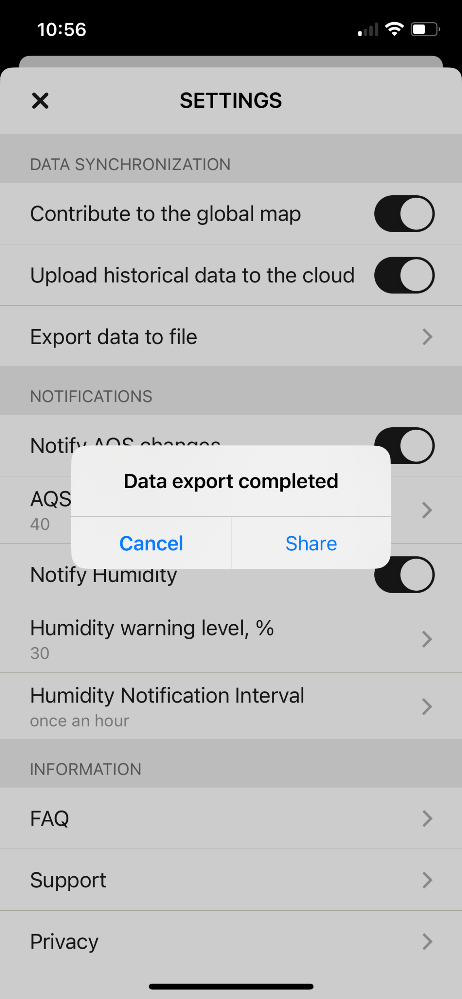 10:56
SETTINGS
DATA SYNCHRONIZATION
Contribute to the global map
Upload historical data to the cloud
Export data to file
NOTIFICATIONS
Notify AQS changes
Data export completed
AQS
40
Cancel
Share
Notify Humidity
Humidity warning level, %
30
Humidity Notification Interval
once an hour
INFORMATION
FAQ
Support
Privacy